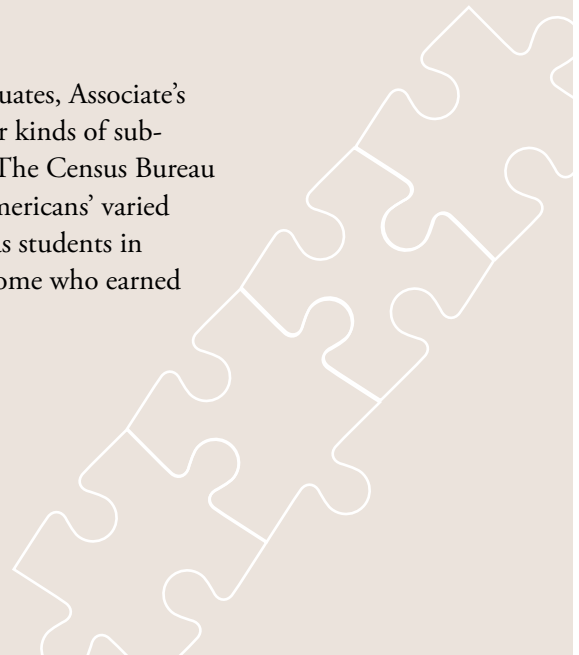 uates, Associate’s
r kinds of sub-
The Census Bureau
mericans’ varied
s students in
ome who earned